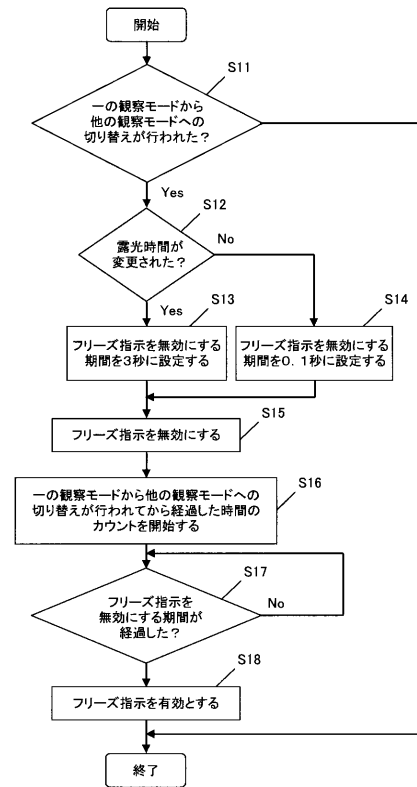 開始
S11
一の観察モードから
他の観察モードへの
切り替えが行われた？
Yes
S12
露光時間が
変更された？
No
Yes
S13
フリーズ指示を無効にする
期間を3秒に設定する
S14
フリーズ指示を無効にする
期間を0．1秒に設定する
S15
フリーズ指示を無効にする
S16
一の観察モードから他の観察モードへの
切り替えが行われてから経過した時間の
カウントを開始する
S17
フリーズ指示を
無効にする期間が
経過した？
No
S18
フリーズ指示を有効とする
終了